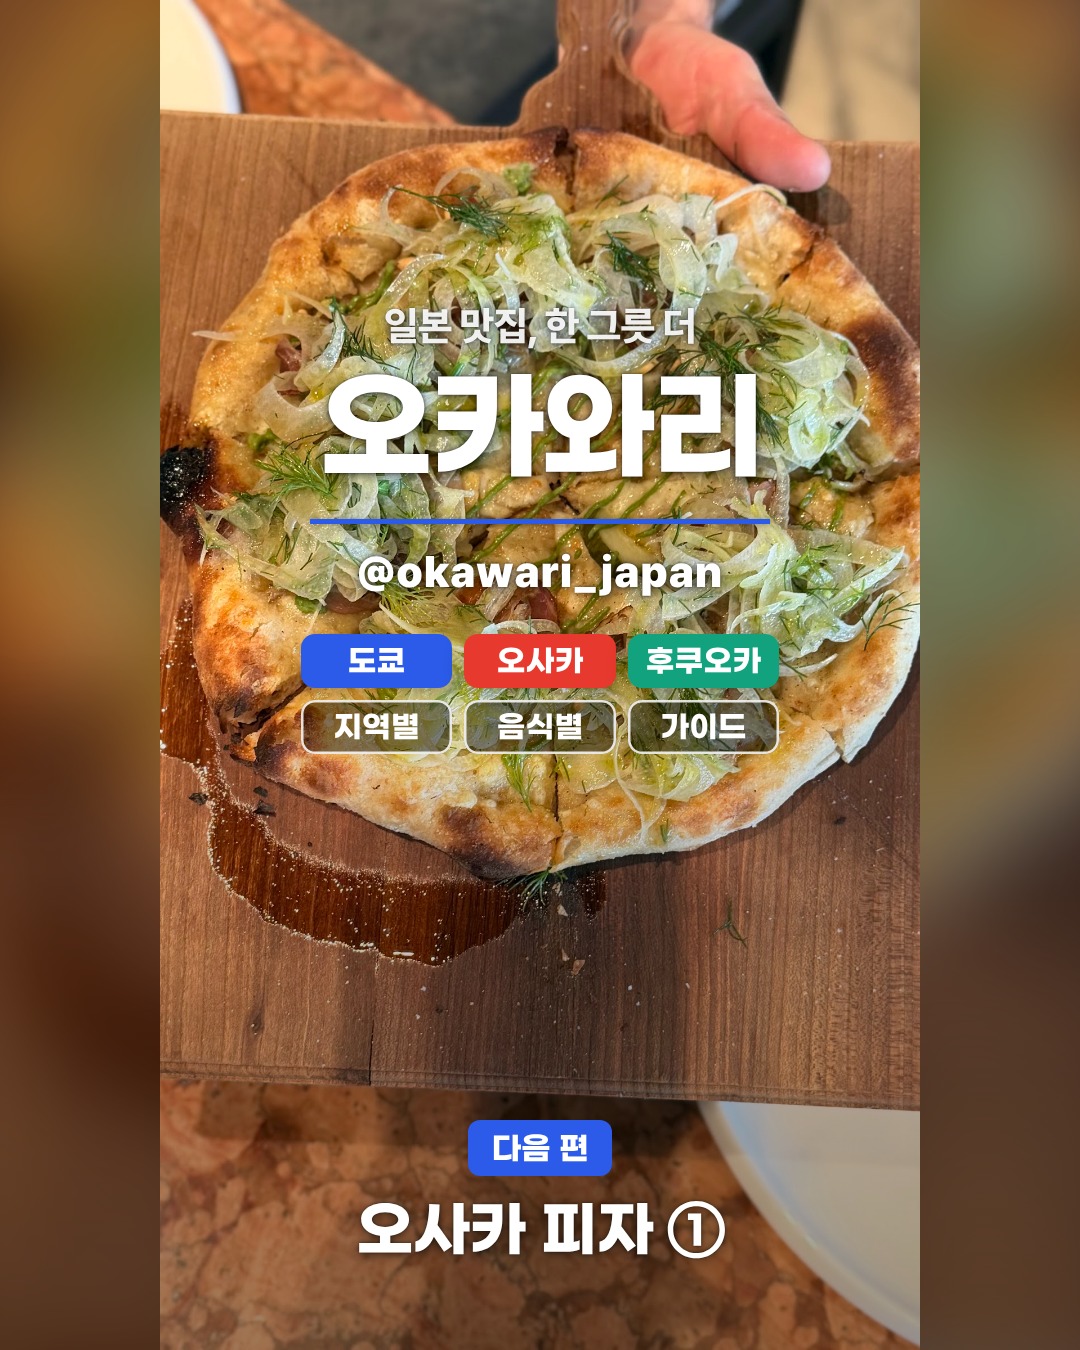 일본 맛집, 한 그릇 더
오카와리
@okawari_japan
도쿄 오사카 후쿠오카
지역별 음식별 가이드
다음 편
오사카 피자 ①